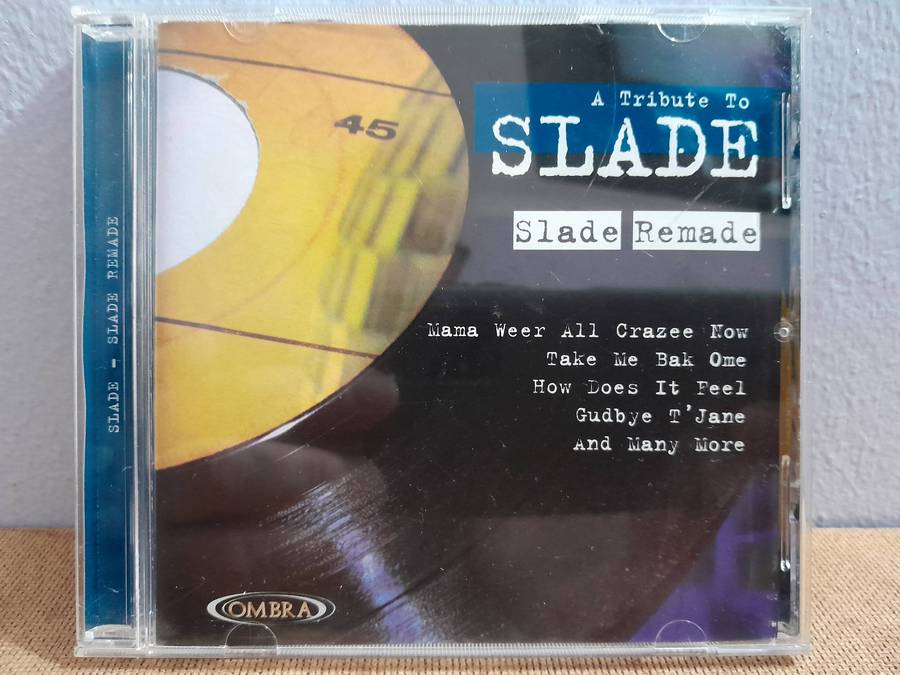 SLADE - SLADE REMADE
45
A Tribute To
SLADE
Slade Remade
Mama Weer All Crazee Now
Take Me Bak Ome
How Does It Feel
Gudbye T'Jane
And Many More
OMBRA